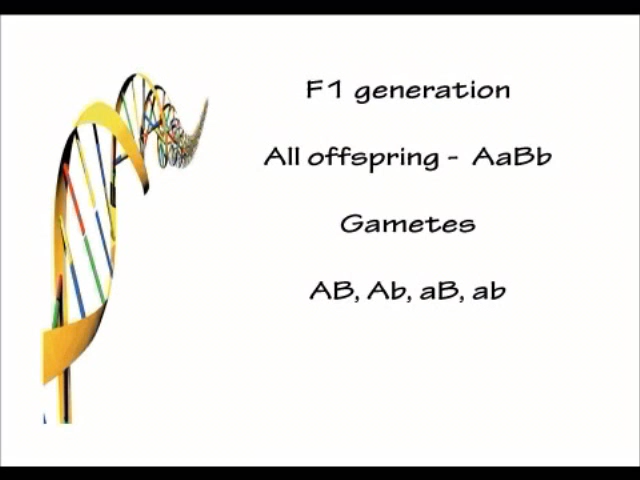 F1 generation
All offspring - AaBb
Gametes
AB, Ab, aB, ab